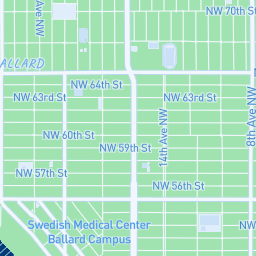 Ave NW
NW 70th St
ALLARD
NW 64th St
NW 63rd St
NW 63rd St
14th Ave NW
8th Ave NW
NW 60th St
NW 59th St
NW 57th St
NW 56th St
Swedish Medical Center
Ballard Campus